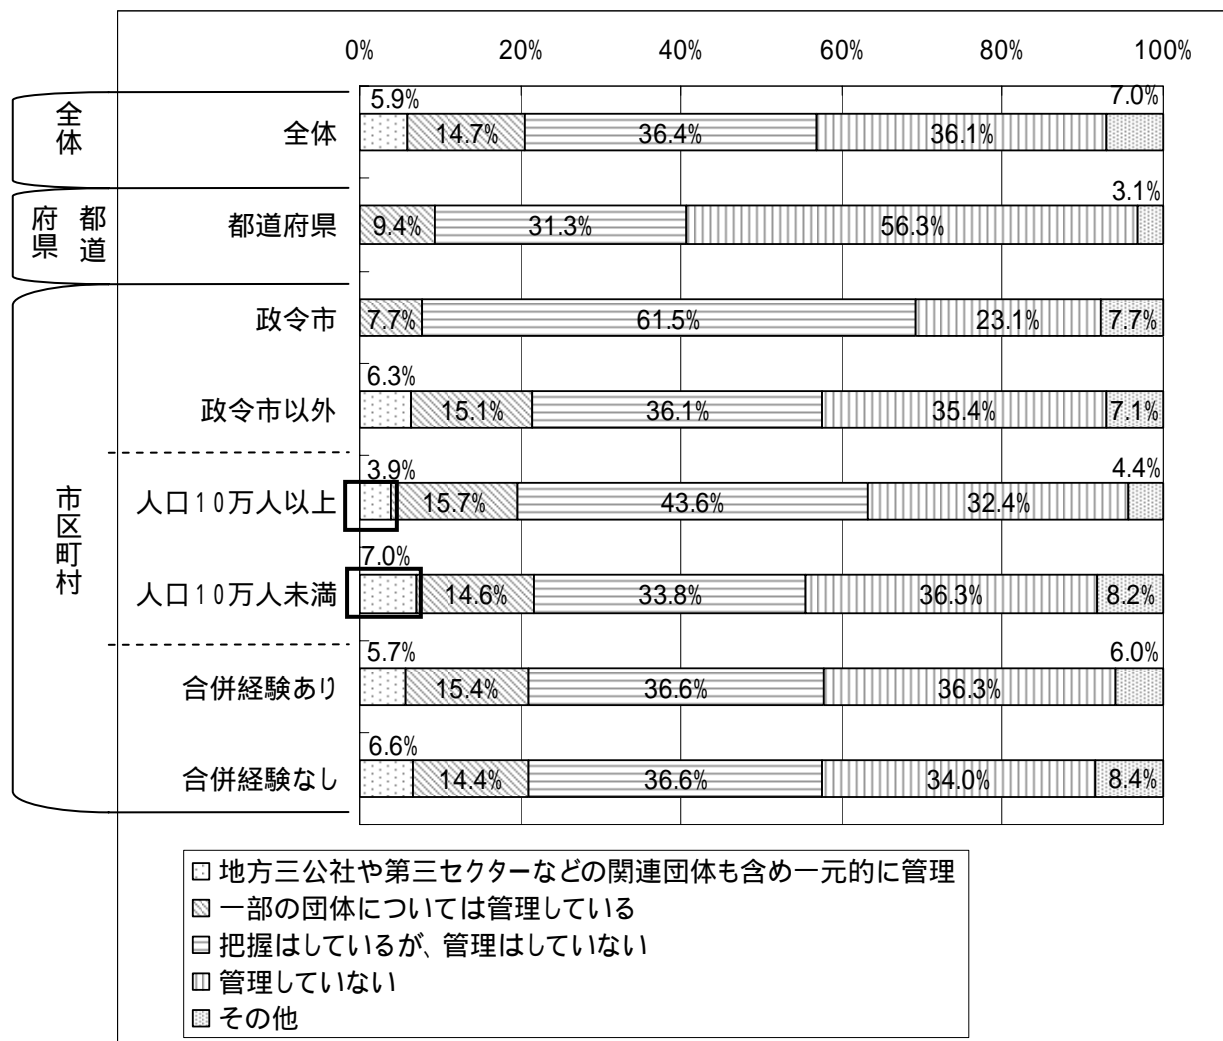 0% 20% 40% 60% 80% 100%
全体
全体
5.9% 14.7% 36.4% 36.1% 7.0%
都道府県
都道府県
9.4% 31.3% 56.3% 3.1%
市区町村
政令市
7.7% 61.5% 23.1% 7.7%
政令市以外
6.3% 15.1% 36.1% 35.4% 7.1%
人口10万人以上
3.9% 15.7% 43.6% 32.4% 4.4%
人口10万人未満
7.0% 14.6% 33.8% 36.3% 8.2%
合併経験あり
5.7% 15.4% 36.6% 36.3% 6.0%
合併経験なし
6.6% 14.4% 36.6% 34.0% 8.4%
地方三公社や第三セクターなどの関連団体も含め一元的に管理
一部の団体については管理している
把握はしているが、管理はしていない
管理していない
その他